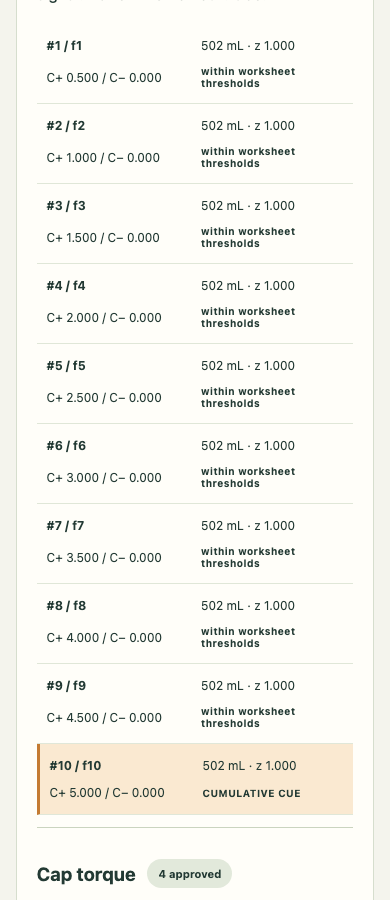 #1 / f1
502 mL · z 1.000
C+ 0.500 / C− 0.000
within worksheet
thresholds
#2 / f2
502 mL · z 1.000
C+ 1.000 / C− 0.000
within worksheet
thresholds
#3 / f3
502 mL · z 1.000
C+ 1.500 / C− 0.000
within worksheet
thresholds
#4 / f4
502 mL · z 1.000
C+ 2.000 / C− 0.000
within worksheet
thresholds
#5 / f5
502 mL · z 1.000
C+ 2.500 / C− 0.000
within worksheet
thresholds
#6 / f6
502 mL · z 1.000
C+ 3.000 / C− 0.000
within worksheet
thresholds
#7 / f7
502 mL · z 1.000
C+ 3.500 / C− 0.000
within worksheet
thresholds
#8 / f8
502 mL · z 1.000
C+ 4.000 / C− 0.000
within worksheet
thresholds
#9 / f9
502 mL · z 1.000
C+ 4.500 / C− 0.000
within worksheet
thresholds
#10 / f10
502 mL · z 1.000
C+ 5.000 / C− 0.000
CUMULATIVE CUE
Cap torque
4 approved